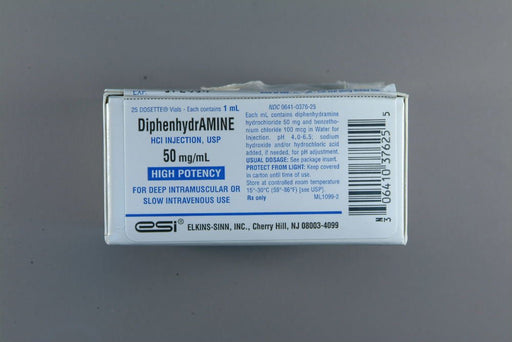 EXP.
25 DOSETTE® Vials - Each contains 1 mL
DiphenhydrAMINE
HCl INJECTION, USP
50 mg/mL
HIGH POTENCY
FOR DEEP INTRAMUSCULAR OR
SLOW INTRAVENOUS USE
esi®
ELKINS-SINN, INC., Cherry Hill, NJ 08003-4099
NDC 0641-0376-25
Each mL contains diphenhydramine
hydrochloride 50 mg and benzetho-
nium chloride 100 mcg in Water for
Injection. pH 4.0-6.5; sodium
hydroxide and/or hydrochloric acid
added, if needed, for pH adjustment.
USUAL DOSAGE: See package insert.
PROTECT FROM LIGHT: Keep covered
in carton until time of use.
Store at controlled room temperature
15°-30°C (59°-86°F) [see USP].
Rx only ML1099-2
N
3 06410 37625 5